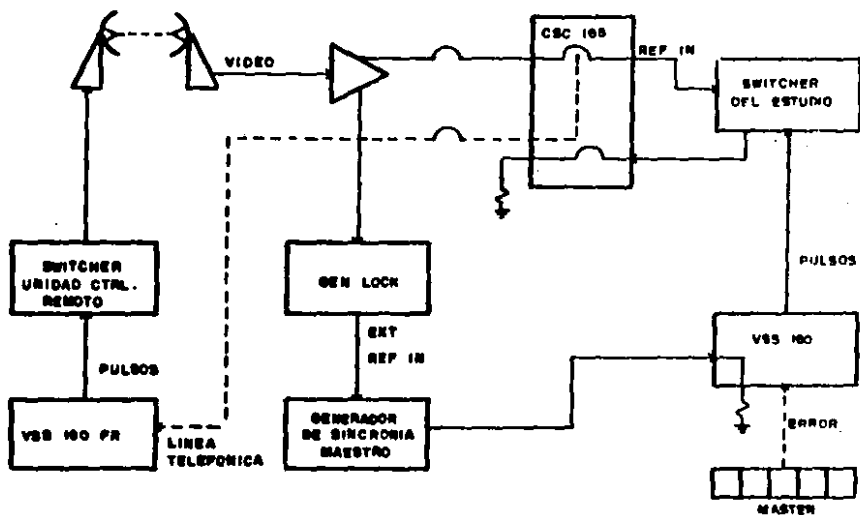 CSC 165
REF IN
VIDEO
SWITCHER
DEL ESTUDIO
SWITCHER
UNIDAD CTRL.
REMOTO
GEN LOCK
PULSOS
EXT
REF IN
VSS 160
PULSOS
VSS 160 FR
LINEA
TELEFONICA
GENERADOR
DE SINCRONIA
MAESTRO
ERROR
MASTER